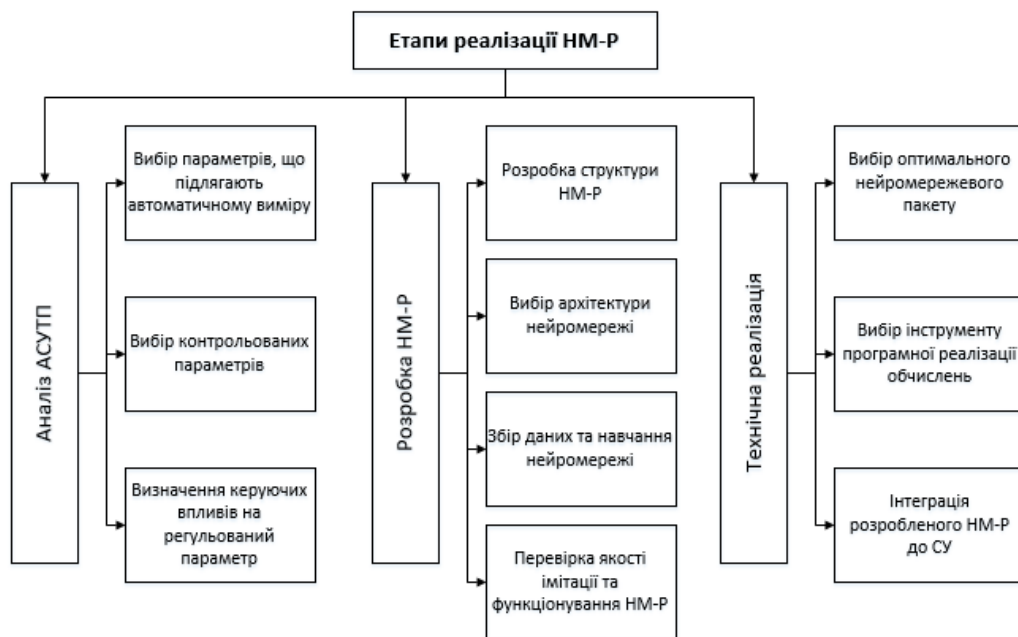 Етапи реалізації НМ-Р
Аналіз АСУТП
Вибір параметрів, що
підлягають
автоматичному виміру
Вибір контрольованих
параметрів
Визначення керуючих
впливів на
регульований
параметр
Розробка НМ-Р
Розробка структури
НМ-Р
Вибір архітектури
нейромережі
Збір даних та навчання
нейромережі
Перевірка якості
імітації та
функціонування НМ-Р
Технічна реалізація
Вибір оптимального
нейромережевого
пакету
Вибір інструменту
програмної реалізації
обчислень
Інтеграція
розробленого НМ-Р
до СУ